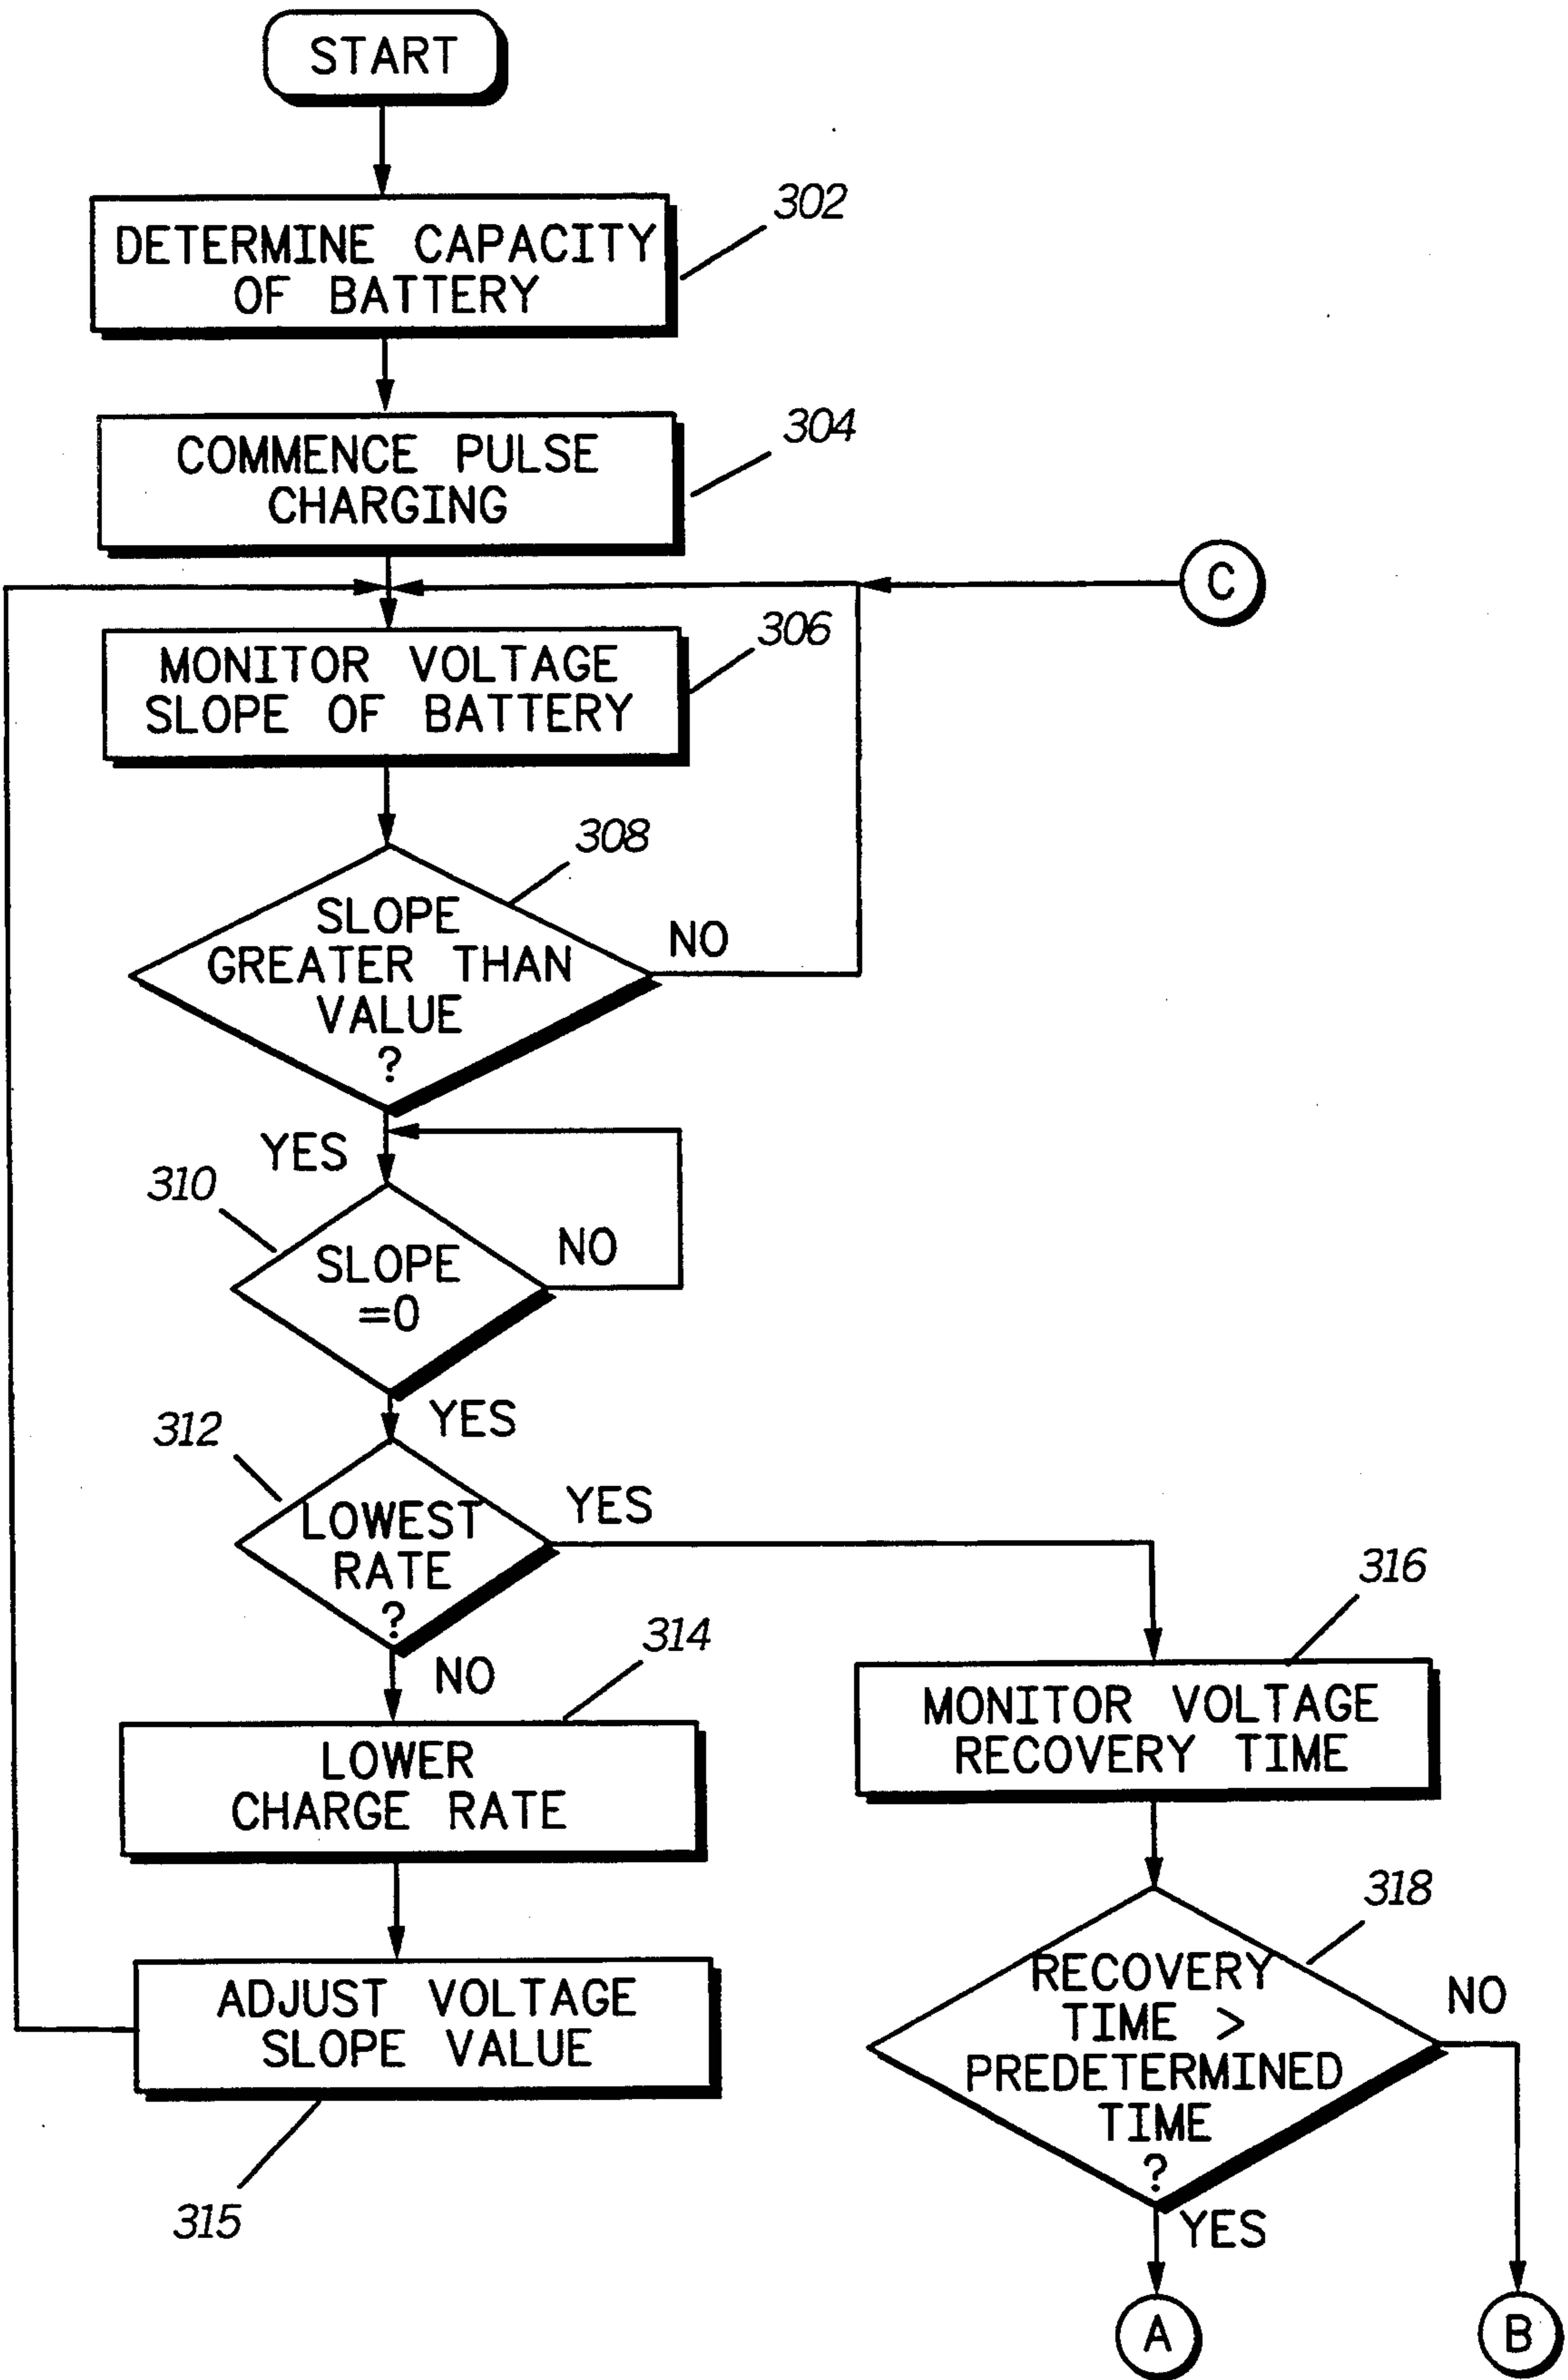 START
302
DETERMINE CAPACITY
OF BATTERY
304
COMMENCE PULSE
CHARGING
C
306
MONITOR VOLTAGE
SLOPE OF BATTERY
308
SLOPE
GREATER THAN
VALUE
?
NO
YES
310
SLOPE
=0
NO
YES
312
LOWEST
RATE
?
YES
NO
314
LOWER
CHARGE RATE
316
MONITOR VOLTAGE
RECOVERY TIME
318
RECOVERY
TIME >
PREDETERMINED
TIME
?
NO
YES
ADJUST VOLTAGE
SLOPE VALUE
315
A
B